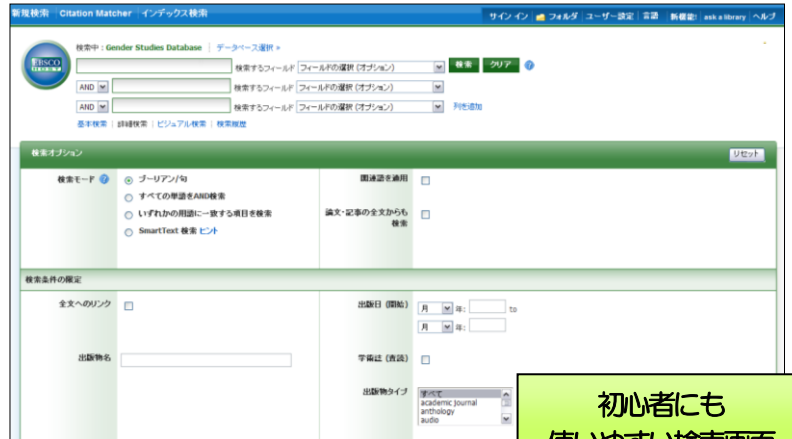 新規検索 Citation Matcher インデックス検索 サイン イン フォルダ ユーザー設定 言語 新機能! ask a library ヘルプ
EBSCO HOST 検索中 : Gender Studies Database データベース選択 »
検索するフィールド フィールドの選択 (オプション) 検索 クリア
AND 検索するフィールド フィールドの選択 (オプション)
AND 検索するフィールド フィールドの選択 (オプション) 列を追加
基本検索 詳細検索 ビジュアル検索 検索履歴
検索オプション リセット
検索モード ブーリアン/句 関連語を適用
すべての単語をAND検索
いずれかの用語に一致する項目を検索 論文・記事の全文からも
検索
SmartText 検索 ヒント
検索条件の限定
全文へのリンク 出版日 (開始) 月 年: to
月 年:
出版物名 学術誌 (査読)
出版物タイプ すべて
academic journal
anthology
audio
初心者にも
使いやすい検索画面